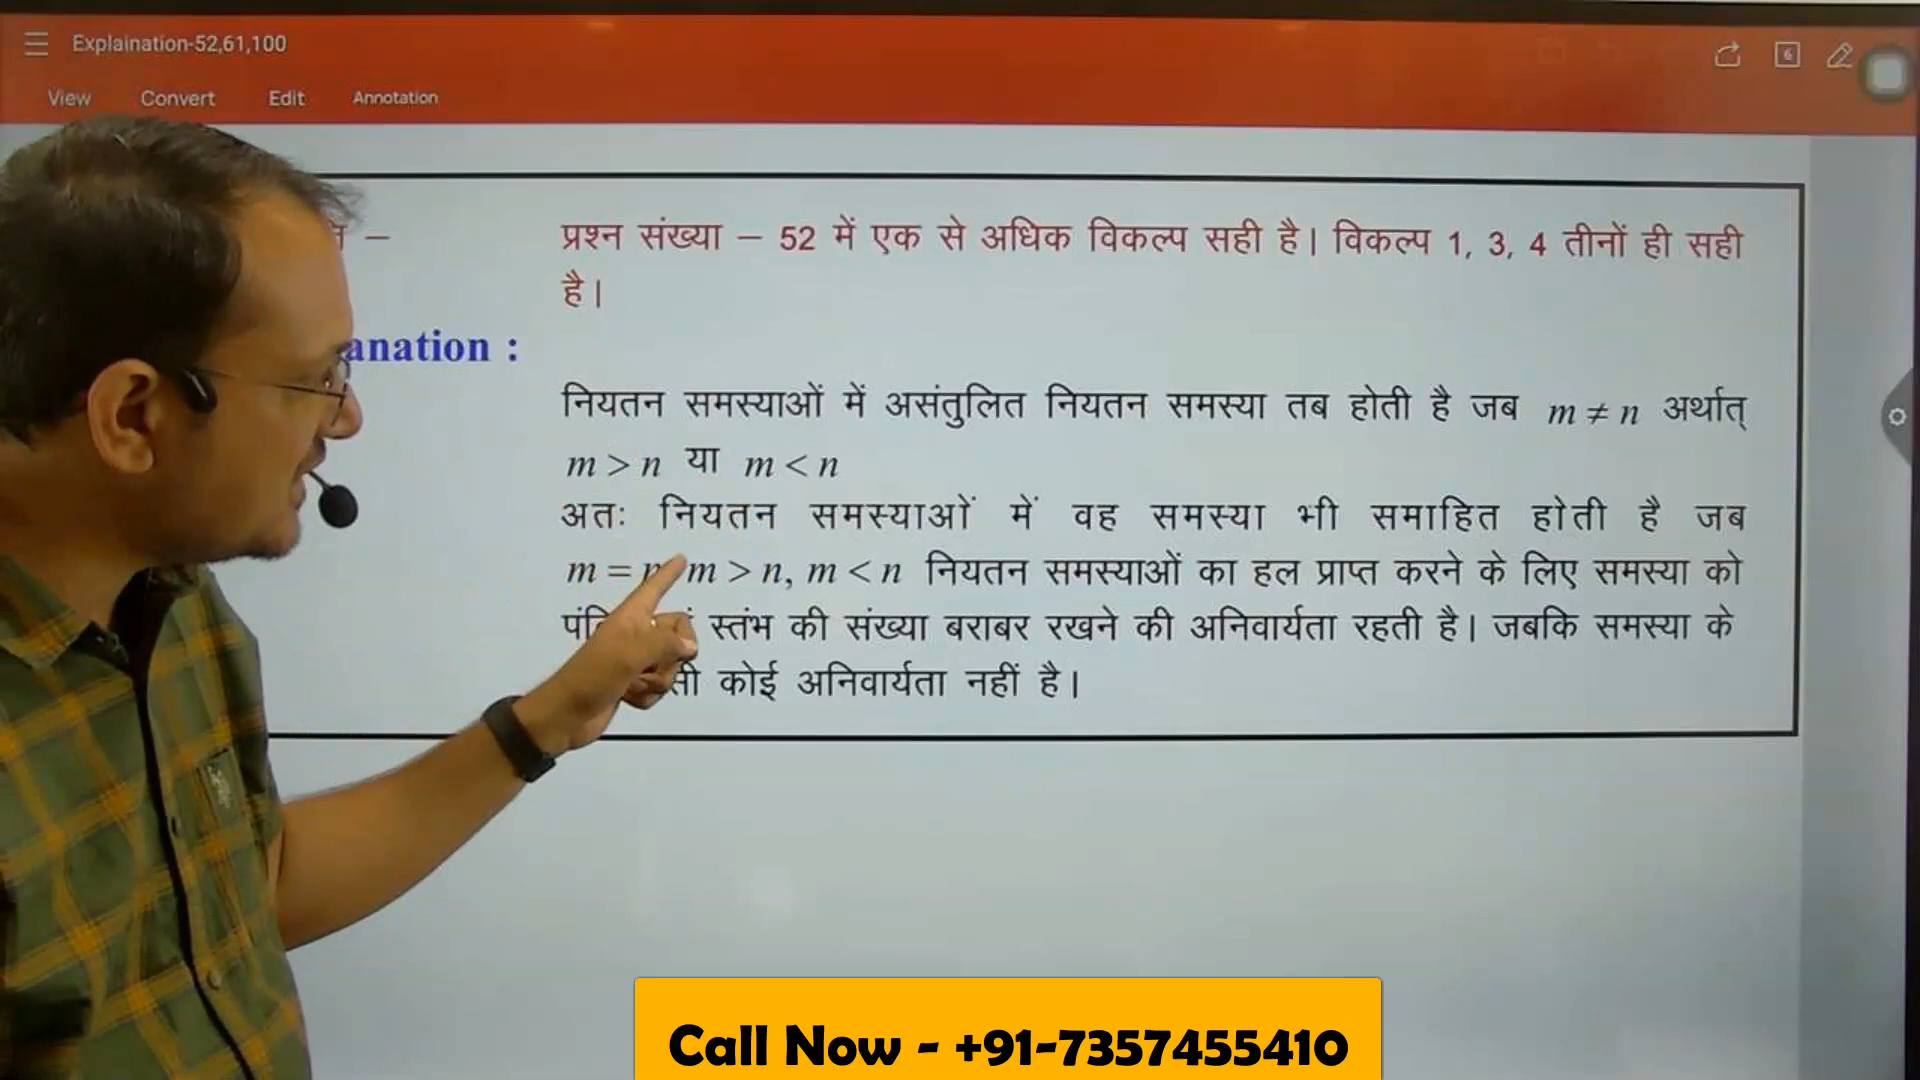 Explaination-52,61,100
6
View Convert Edit Annotation
– प्रश्न संख्या – 52 में एक से अधिक विकल्प सही है। विकल्प 1, 3, 4 तीनों ही सही
है।
anation :
नियतन समस्याओं में असंतुलित नियतन समस्या तब होती है जब m ≠ n अर्थात्
m > n या m < n
अतः नियतन समस्याओं में वह समस्या भी समाहित होती है जब
m = m > n, m < n नियतन समस्याओं का हल प्राप्त करने के लिए समस्या को
स्तंभ की संख्या बराबर रखने की अनिवार्यता रहती है। जबकि समस्या के
कोई अनिवार्यता नहीं है।
Call Now - +91-7357455410